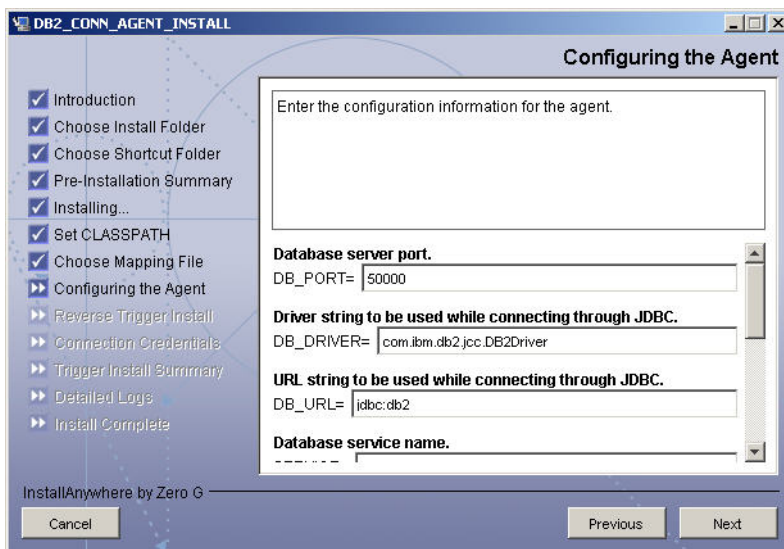 DB2_CONN_AGENT_INSTALL
Configuring the Agent
Introduction
Choose Install Folder
Choose Shortcut Folder
Pre-Installation Summary
Installing...
Set CLASSPATH
Choose Mapping File
Configuring the Agent
Reverse Trigger Install
Connection Credentials
Trigger Install Summary
Detailed Logs
Install Complete
Enter the configuration information for the agent.
Database server port.
DB_PORT= 50000
Driver string to be used while connecting through JDBC.
DB_DRIVER= com.ibm.db2.jcc.DB2Driver
URL string to be used while connecting through JDBC.
DB_URL= jdbc:db2
Database service name.
InstallAnywhere by Zero G
Cancel
Previous
Next